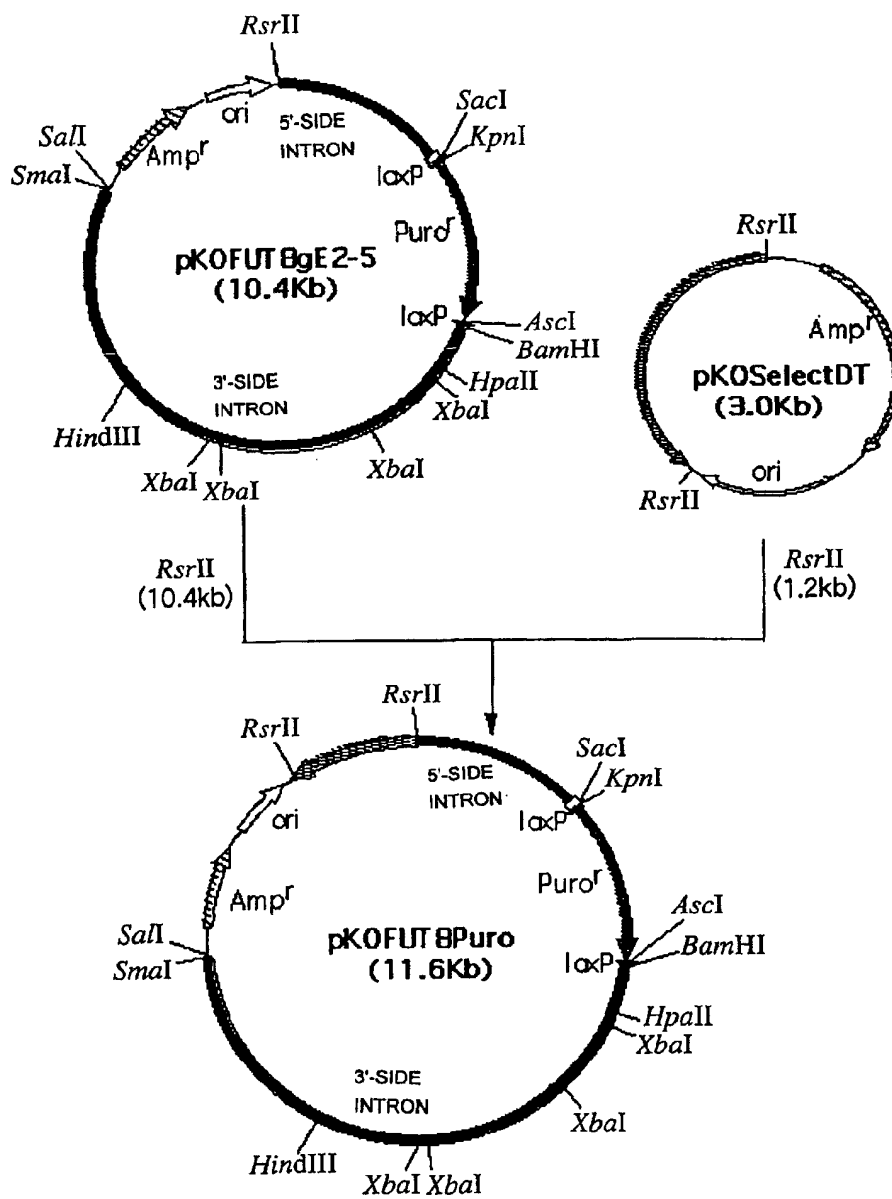 RsrII
SacI
KpnI
ori
5'-SIDE
INTRON
SalI
SmaI
Ampʳ
loxP
Puroʳ
pKOFUT8gE2-5
(10.4Kb)
loxP
AscI
BamHI
HpaII
XbaI
3'-SIDE
INTRON
HindIII
XbaI
XbaI
XbaI
RsrII
Ampʳ
pKOSelectDT
(3.0Kb)
ori
RsrII
RsrII
(10.4kb)
RsrII
(1.2kb)
RsrII
RsrII
SacI
KpnI
5'-SIDE
INTRON
loxP
ori
Puroʳ
Ampʳ
AscI
BamHI
SalI
SmaI
pKOFUT8Puro
(11.6Kb)
loxP
HpaII
XbaI
3'-SIDE
INTRON
XbaI
HindIII
XbaI XbaI